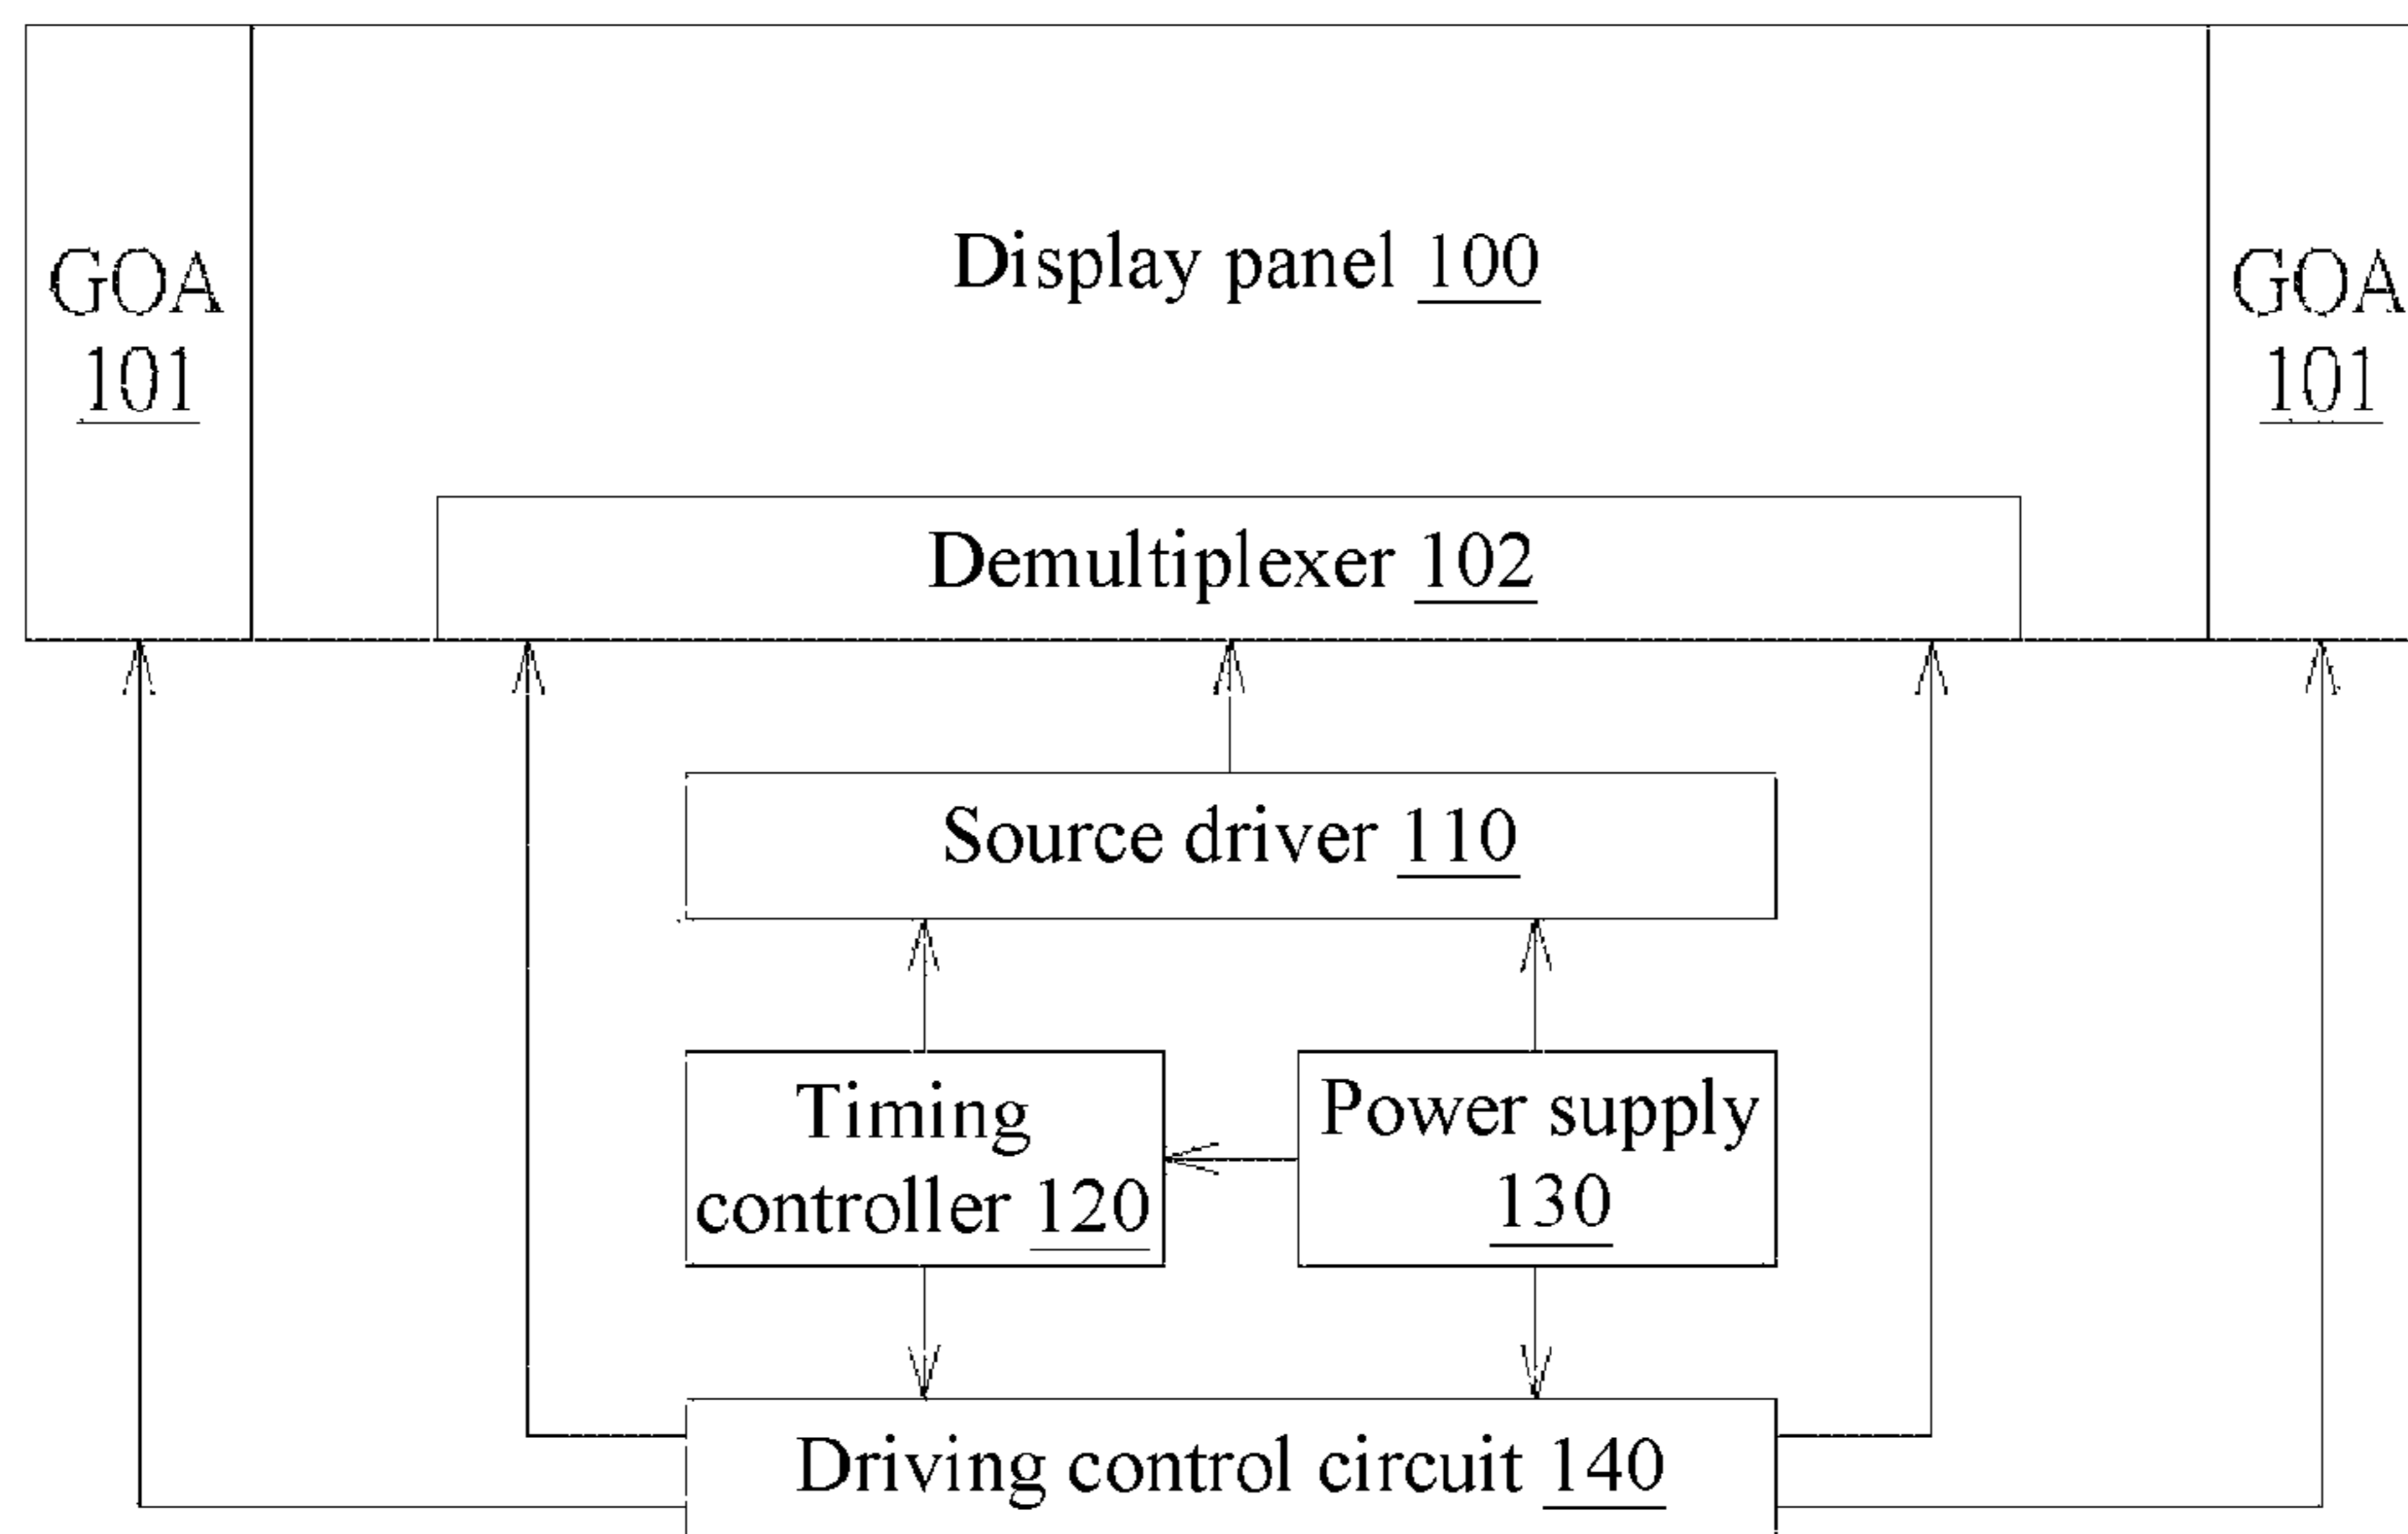 Display panel 100
GOA
101
GOA
101
Demultiplexer 102
Source driver 110
Timing
controller 120
Power supply
130
Driving control circuit 140